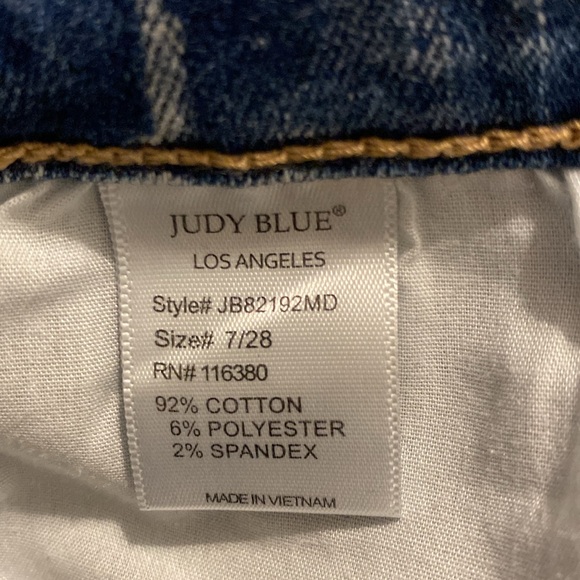 JUDY BLUE®
LOS ANGELES
Style# JB82192MD
Size# 7/28
RN# 116380
92% COTTON
6% POLYESTER
2% SPANDEX
MADE IN VIETNAM